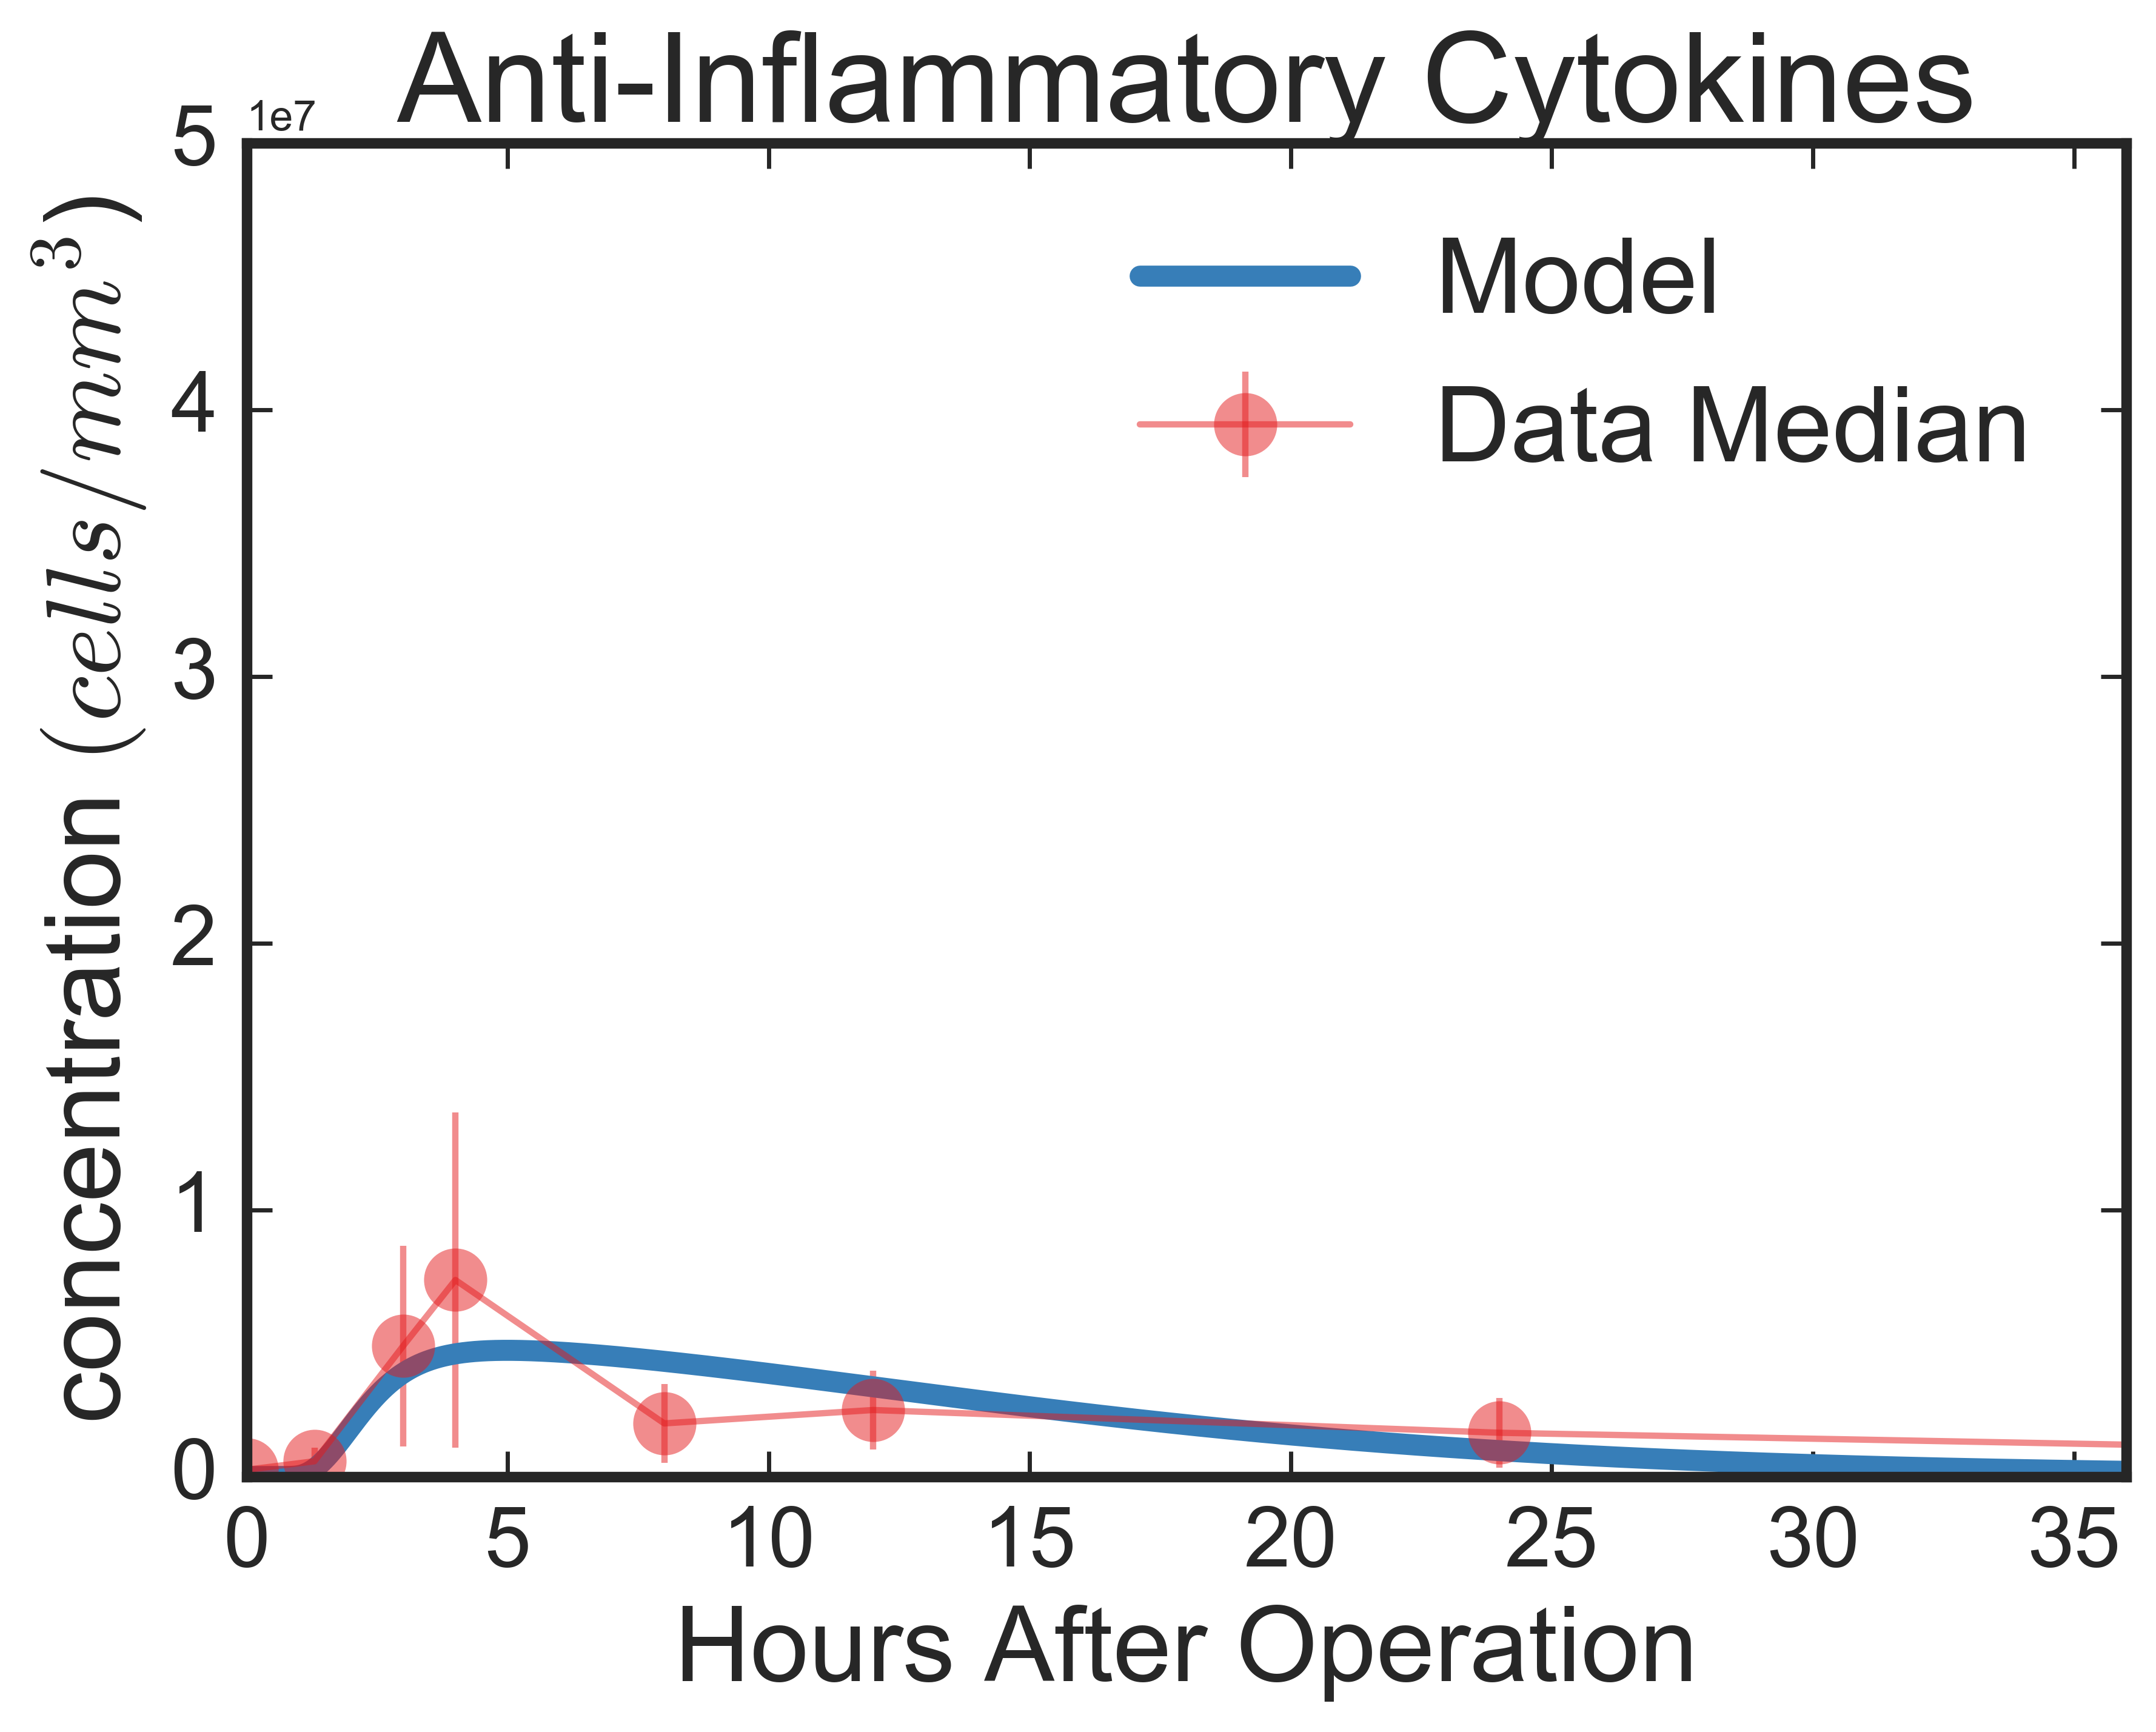 Anti-Inflammatory Cytokines
1e7
5
4
3
2
1
0
concentration (cells/mm³)
Model
Data Median
0 5 10 15 20 25 30 35
Hours After Operation